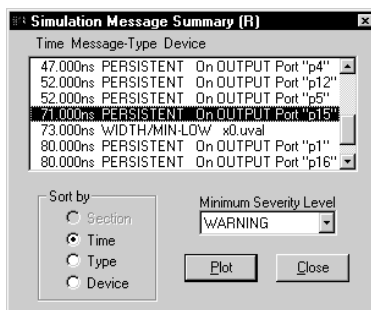 Simulation Message Summary (R)
Time Message-Type Device
47.000ns PERSISTENT On OUTPUT Port "p4"
52.000ns PERSISTENT On OUTPUT Port "p12"
52.000ns PERSISTENT On OUTPUT Port "p5"
71.000ns PERSISTENT On OUTPUT Port "p15"
73.000ns WIDTH/MIN-LOW x0.uval
80.000ns PERSISTENT On OUTPUT Port "p1"
80.000ns PERSISTENT On OUTPUT Port "p16"
Sort by
Section
Time
Type
Device
Minimum Severity Level
WARNING
Plot
Close